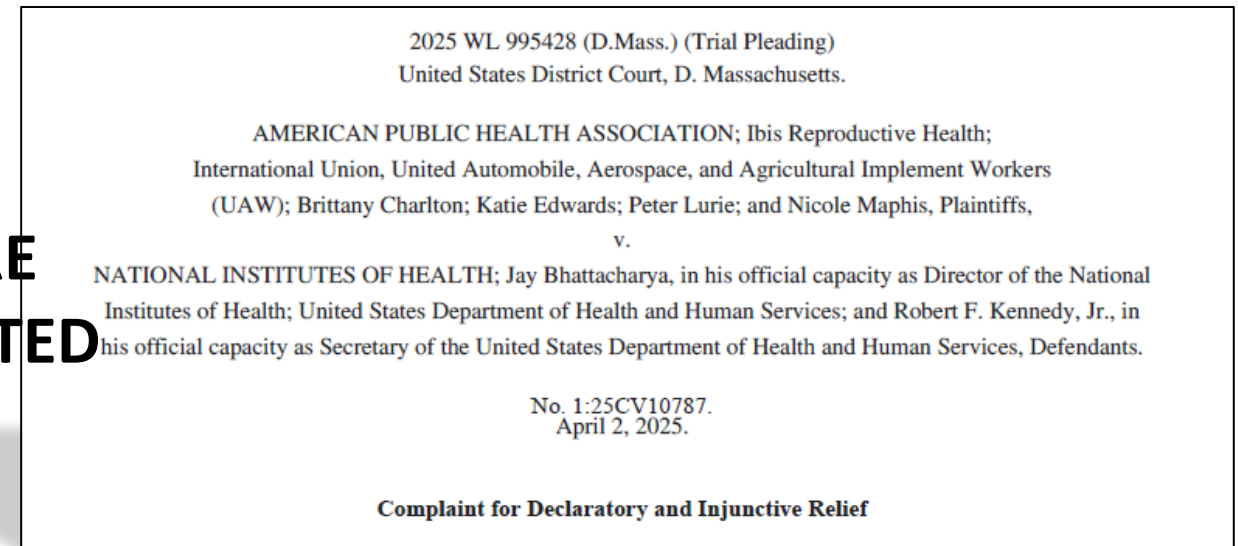 2025 WL 995428 (D.Mass.) (Trial Pleading)
United States District Court, D. Massachusetts.
AMERICAN PUBLIC HEALTH ASSOCIATION; Ibis Reproductive Health;
International Union, United Automobile, Aerospace, and Agricultural Implement Workers
(UAW); Brittany Charlton; Katie Edwards; Peter Lurie; and Nicole Maphis, Plaintiffs,
v.
NATIONAL INSTITUTES OF HEALTH; Jay Bhattacharya, in his official capacity as Director of the National
Institutes of Health; United States Department of Health and Human Services; and Robert F. Kennedy, Jr., in
his official capacity as Secretary of the United States Department of Health and Human Services, Defendants.
No. 1:25CV10787.
April 2, 2025.
Complaint for Declaratory and Injunctive Relief